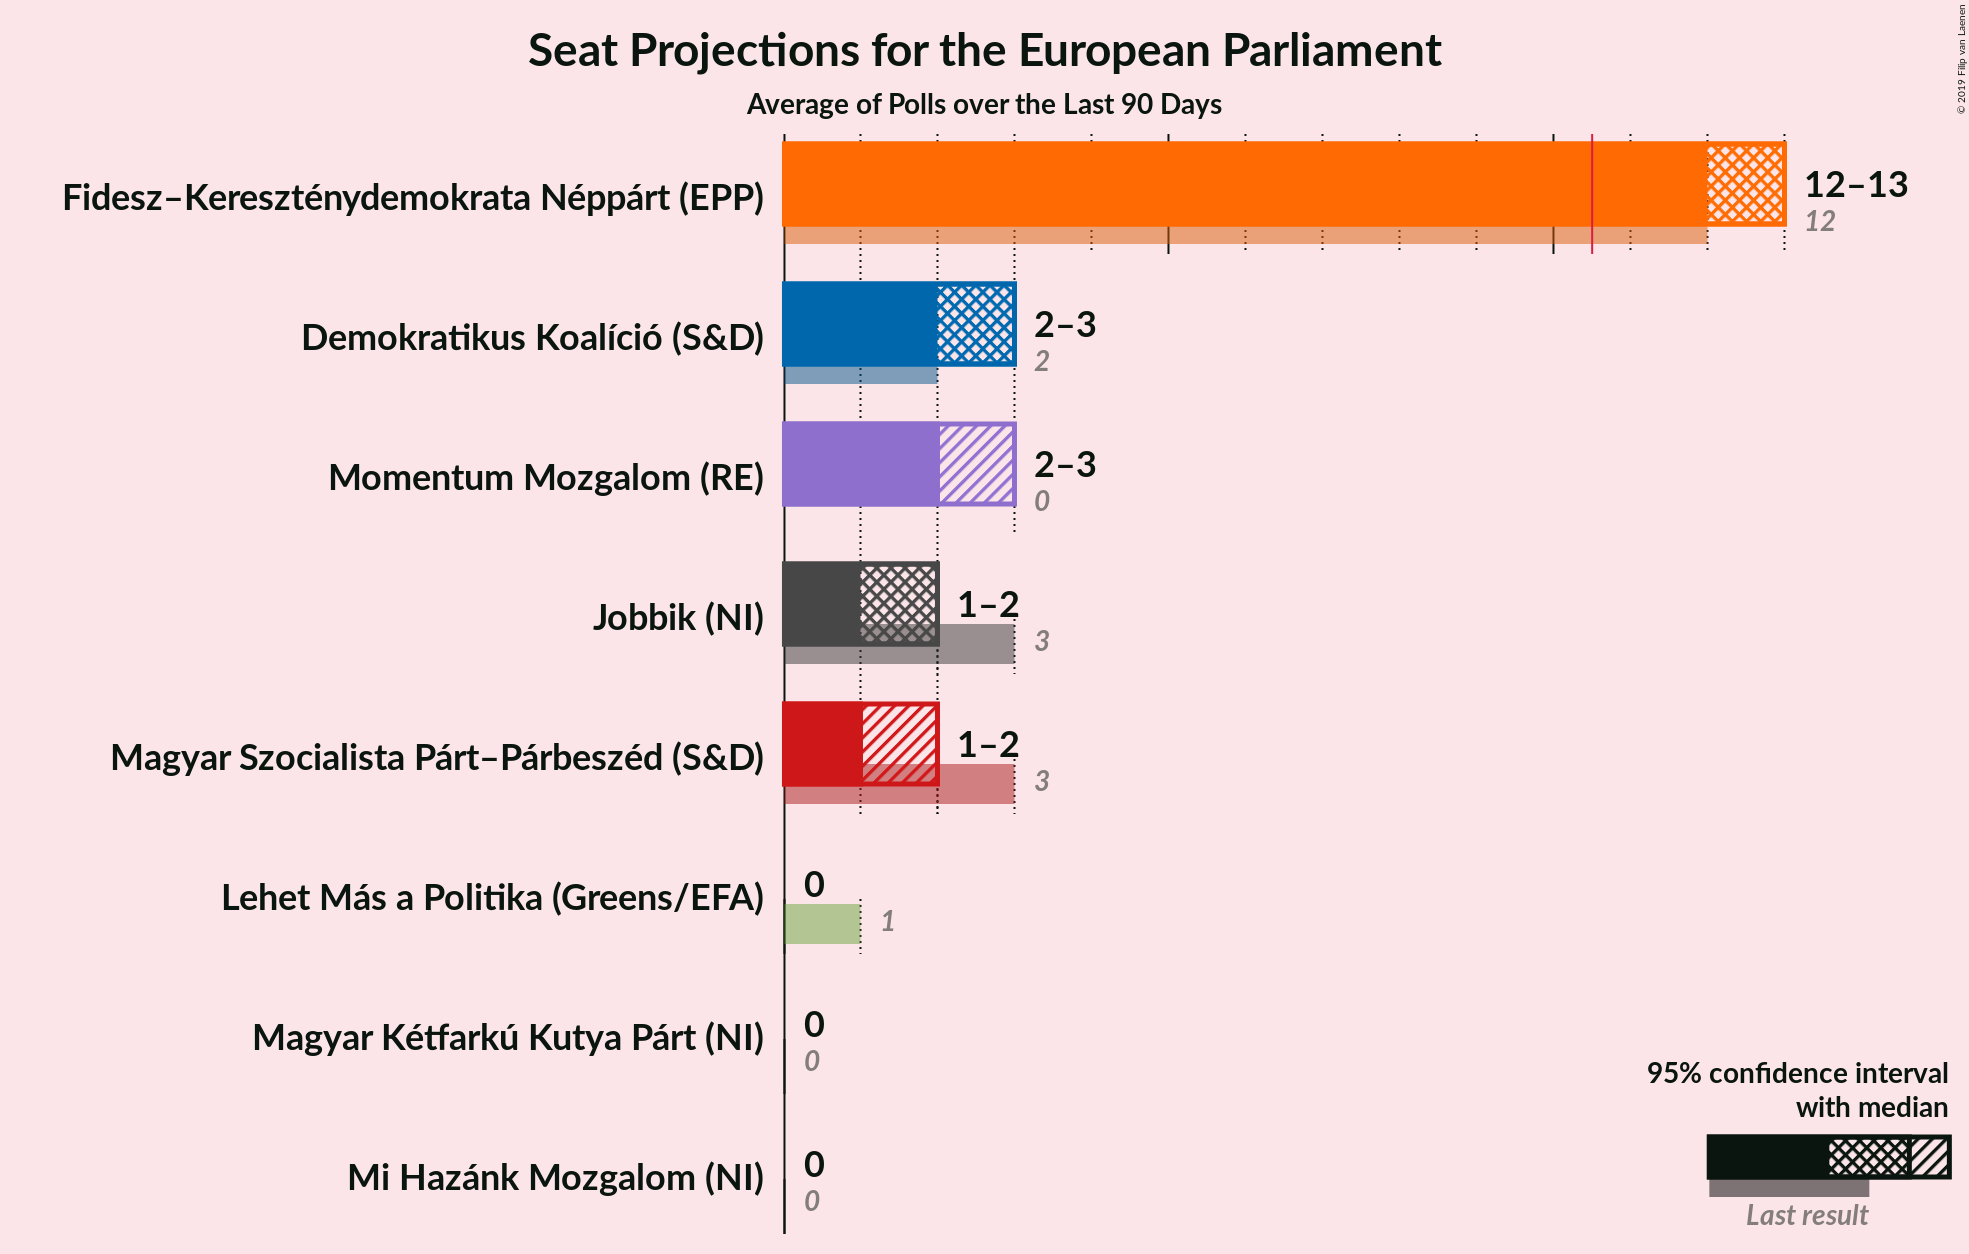 Seat Projections for the European Parliament
Average of Polls over the Last 90 Days
© 2019 Filip van Laenen
Fidesz–Kereszténydemokrata Néppárt (EPP)
12–13
12
Demokratikus Koalíció (S&D)
2–3
2
Momentum Mozgalom (RE)
2–3
0
Jobbik (NI)
1–2
3
Magyar Szocialista Párt–Párbeszéd (S&D)
1–2
3
Lehet Más a Politika (Greens/EFA)
0
1
Magyar Kétfarkú Kutya Párt (NI)
0
0
Mi Hazánk Mozgalom (NI)
0
0
95% confidence interval
with median
Last result